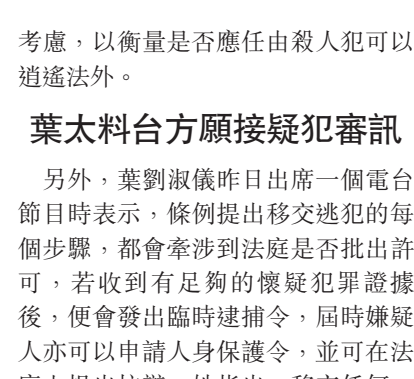 考慮，以衡量是否應任由殺人犯可以
逍遙法外。
葉太料台方願接疑犯審訊
另外，葉劉淑儀昨日出席一個電台
節目時表示，條例提出移交逃犯的每
個步驟，都會牽涉到法庭是否批出許
可，若收到有足夠的懷疑犯罪證據
後，便會發出臨時逮捕令，屆時嫌疑
人亦可以申請人身保護令，並可在法